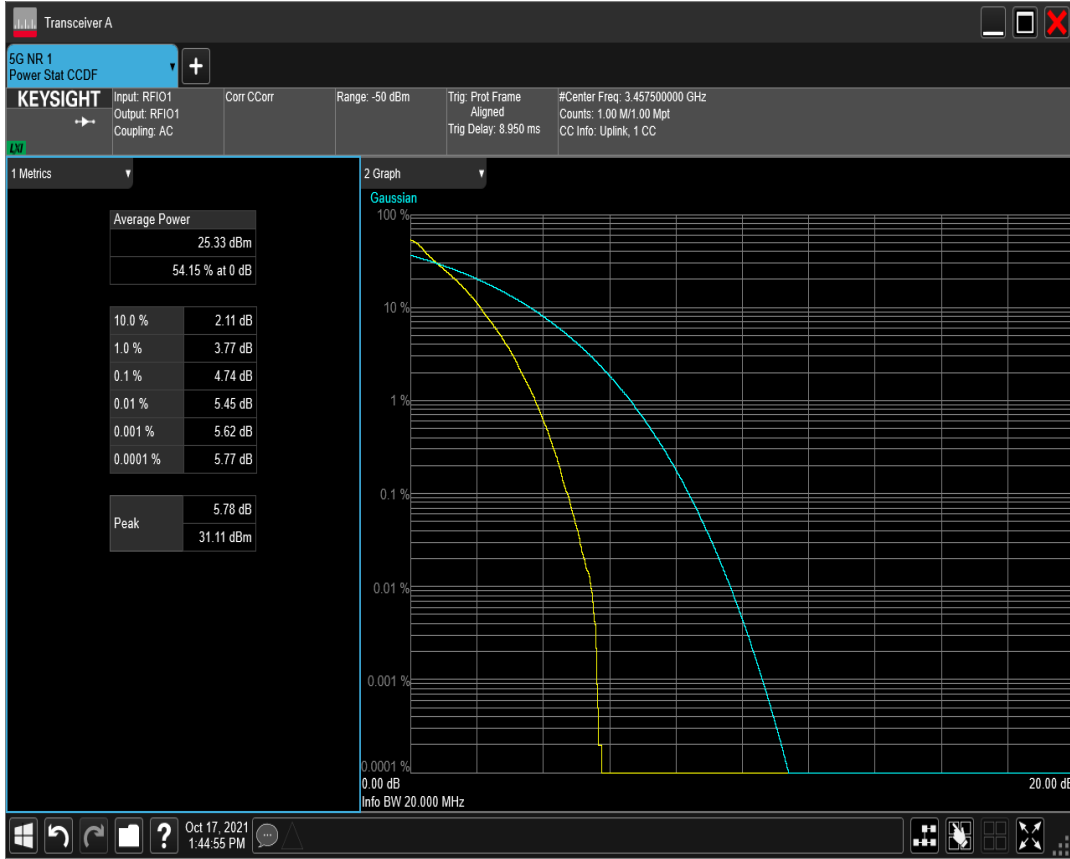 Transceiver A
5G NR 1
Power Stat CCDF
+
KEYSIGHT
LXI
Input: RFIO1
Output: RFIO1
Coupling: AC
Corr CCorr
Range: -50 dBm
Trig: Prot Frame
Aligned
Trig Delay: 8.950 ms
#Center Freq: 3.457500000 GHz
Counts: 1.00 M/1.00 Mpt
CC Info: Uplink, 1 CC
1 Metrics
Average Power
25.33 dBm
54.15 % at 0 dB
10.0 % 2.11 dB
1.0 % 3.77 dB
0.1 % 4.74 dB
0.01 % 5.45 dB
0.001 % 5.62 dB
0.0001 % 5.77 dB
Peak 5.78 dB
31.11 dBm
2 Graph
Gaussian
100 %
10 %
1 %
0.1 %
0.01 %
0.001 %
0.0001 %
0.00 dB 20.00 dB
Info BW 20.000 MHz
?
Oct 17, 2021
1:44:55 PM